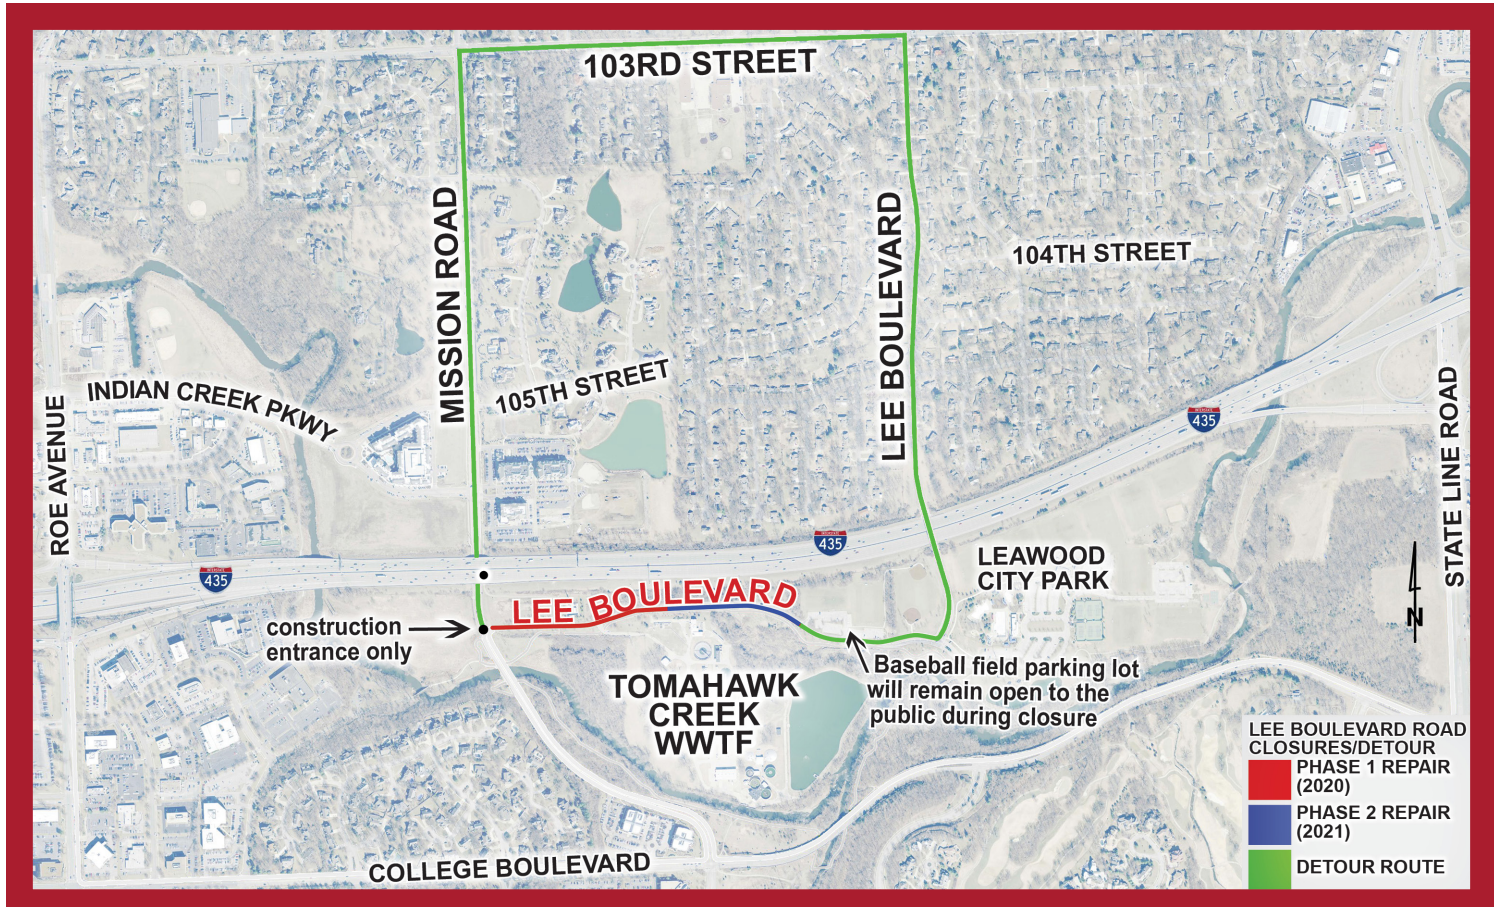 103RD STREET
MISSION ROAD
LEE BOULEVARD
104TH STREET
105TH STREET
INDIAN CREEK PKWY
ROE AVENUE
STATE LINE ROAD
INTERSTATE
435
INTERSTATE
435
INTERSTATE
435
LEAWOOD
CITY PARK
LEE BOULEVARD
construction
entrance only
N
Baseball field parking lot
will remain open to the
public during closure
TOMAHAWK
CREEK
WWTF
COLLEGE BOULEVARD
LEE BOULEVARD ROAD
CLOSURES/DETOUR
PHASE 1 REPAIR
(2020)
PHASE 2 REPAIR
(2021)
DETOUR ROUTE